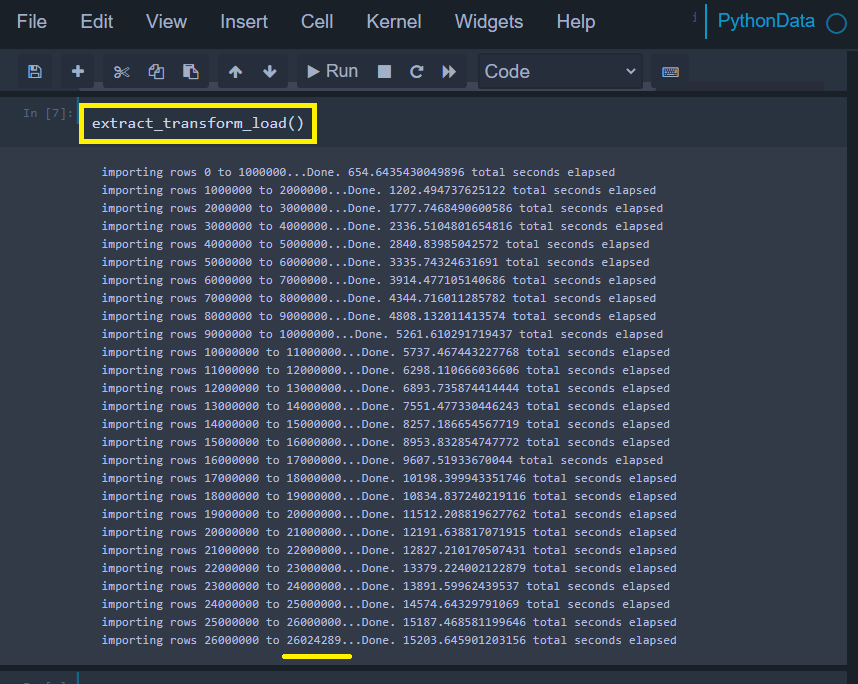 File Edit View Insert Cell Kernel Widgets Help PythonData
Run Code
In [7]: extract_transform_load()
importing rows 0 to 1000000...Done. 654.6435430049896 total seconds elapsed
importing rows 1000000 to 2000000...Done. 1202.494737625122 total seconds elapsed
importing rows 2000000 to 3000000...Done. 1777.7468490600586 total seconds elapsed
importing rows 3000000 to 4000000...Done. 2336.5104801654816 total seconds elapsed
importing rows 4000000 to 5000000...Done. 2840.83985042572 total seconds elapsed
importing rows 5000000 to 6000000...Done. 3335.74324631691 total seconds elapsed
importing rows 6000000 to 7000000...Done. 3914.477105140686 total seconds elapsed
importing rows 7000000 to 8000000...Done. 4344.716011285782 total seconds elapsed
importing rows 8000000 to 9000000...Done. 4808.132011413574 total seconds elapsed
importing rows 9000000 to 10000000...Done. 5261.610291719437 total seconds elapsed
importing rows 10000000 to 11000000...Done. 5737.467443227768 total seconds elapsed
importing rows 11000000 to 12000000...Done. 6298.110666036606 total seconds elapsed
importing rows 12000000 to 13000000...Done. 6893.735874414444 total seconds elapsed
importing rows 13000000 to 14000000...Done. 7551.477330446243 total seconds elapsed
importing rows 14000000 to 15000000...Done. 8257.186654567719 total seconds elapsed
importing rows 15000000 to 16000000...Done. 8953.832854747772 total seconds elapsed
importing rows 16000000 to 17000000...Done. 9607.51933670044 total seconds elapsed
importing rows 17000000 to 18000000...Done. 10198.399943351746 total seconds elapsed
importing rows 18000000 to 19000000...Done. 10834.837240219116 total seconds elapsed
importing rows 19000000 to 20000000...Done. 11512.208819627762 total seconds elapsed
importing rows 20000000 to 21000000...Done. 12191.638817071915 total seconds elapsed
importing rows 21000000 to 22000000...Done. 12827.210170507431 total seconds elapsed
importing rows 22000000 to 23000000...Done. 13379.224002122879 total seconds elapsed
importing rows 23000000 to 24000000...Done. 13891.59962439537 total seconds elapsed
importing rows 24000000 to 25000000...Done. 14574.64329791069 total seconds elapsed
importing rows 25000000 to 26000000...Done. 15187.468581199646 total seconds elapsed
importing rows 26000000 to 26024289...Done. 15203.645901203156 total seconds elapsed